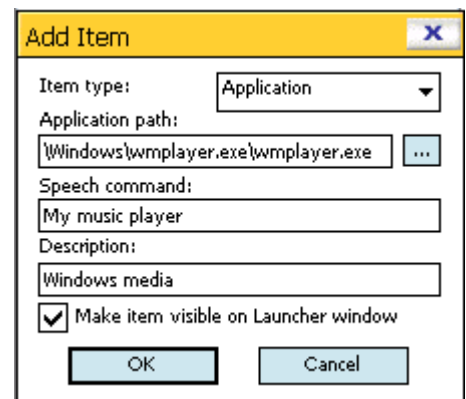 Add Item
Item type: Application
Application path:
\Windows\wmplayer.exe\wmplayer.exe ...
Speech command:
My music player
Description:
Windows media
Make item visible on Launcher window
OK Cancel